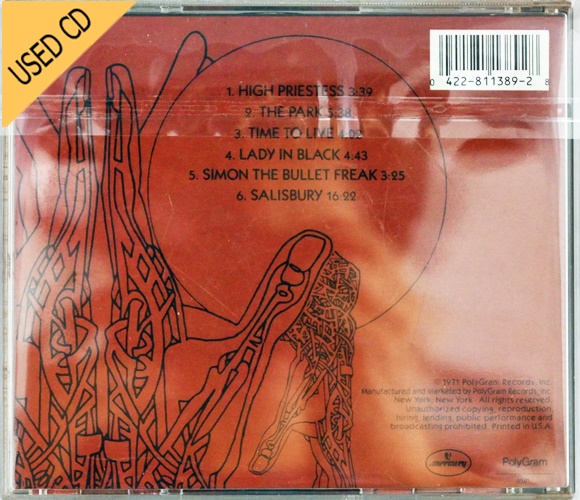 USED CD
0 422-811389-2 8
1. HIGH PRIESTESS 3:39
2. THE PARK 5:38
3. TIME TO LIVE 4:02
4. LADY IN BLACK 4:43
5. SIMON THE BULLET FREAK 3:25
6. SALISBURY 16:22
© 1971 PolyGram Records, Inc.
Manufactured and Marketed by PolyGram Records, Inc.
New York, New York All rights reserved.
Unauthorized copying, reproduction,
hiring, lending, public performance and
broadcasting prohibited. Printed in U.S.A.
mercury
PolyGram